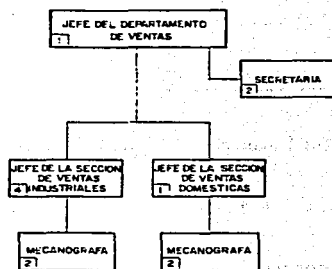 JEFE DEL DEPARTAMENTO
DE VENTAS
1
SECRETARIA
2
JEFE DE LA SECCION
DE VENTAS
INDUSTRIALES
4
JEFE DE LA SECCION
DE VENTAS
DOMESTICAS
1
MECANOGRAFA
2
MECANOGRAFA
2